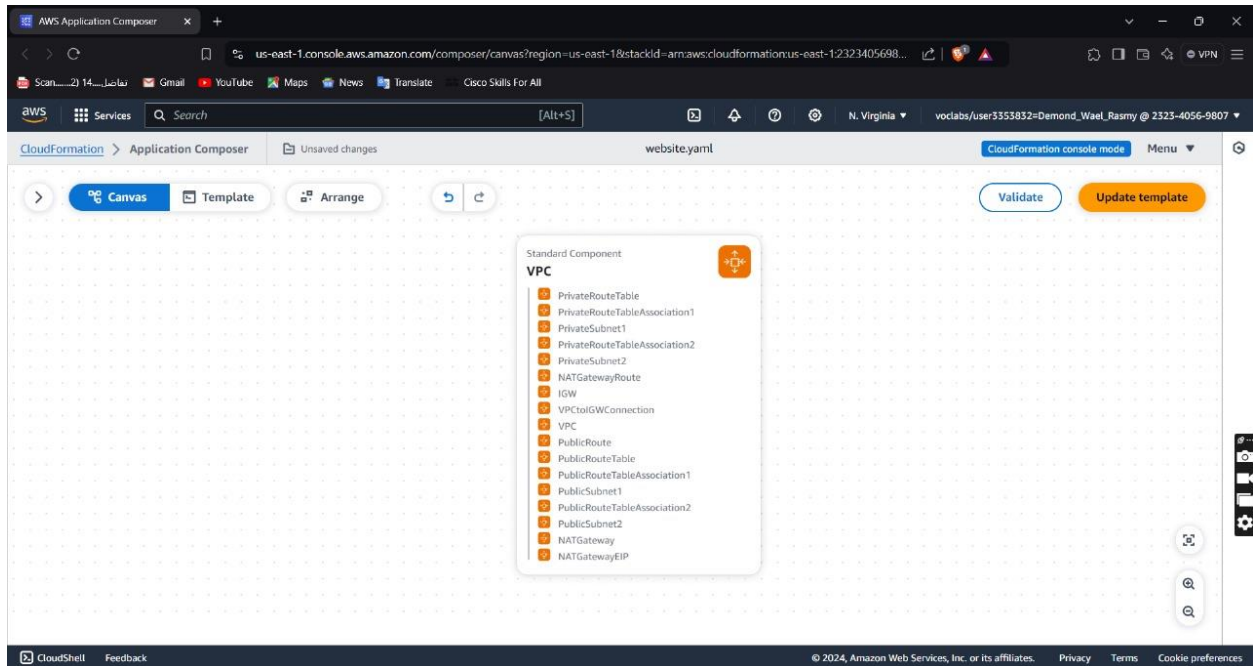 AWS Application Composer
us-east-1.console.aws.amazon.com/composer/canvas?region=us-east-1&stackId=arn:aws:cloudformation:us-east-1:2323405698...
VPN
Scan......2) 14....تفاضل
Gmail
YouTube
Maps
News
Translate
Cisco Skills For All
aws
Services
Search
[Alt+S]
N. Virginia
voclabs/user3353832=Demond_Wael_Rasmy @ 2323-4056-9807
CloudFormation > Application Composer
Unsaved changes
website.yaml
CloudFormation console mode
Menu
Canvas
Template
Arrange
Validate
Update template
Standard Component
VPC
PrivateRouteTable
PrivateRouteTableAssociation1
PrivateSubnet1
PrivateRouteTableAssociation2
PrivateSubnet2
NATGatewayRoute
IGW
VPCtoIGWConnection
VPC
PublicRoute
PublicRouteTable
PublicRouteTableAssociation1
PublicSubnet1
PublicRouteTableAssociation2
PublicSubnet2
NATGateway
NATGatewayEIP
CloudShell
Feedback
© 2024, Amazon Web Services, Inc. or its affiliates.
Privacy
Terms
Cookie preferences